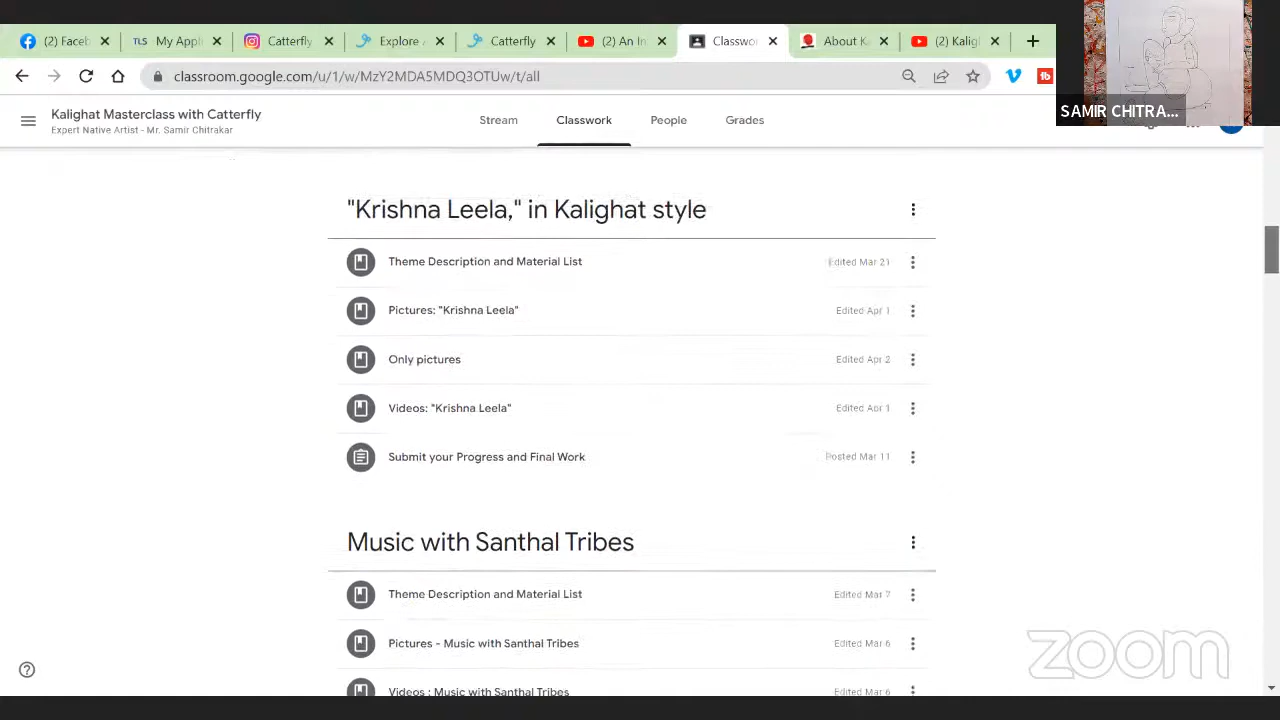 (2) Faceb
TLS My Appl
Catterfly
Explore A
Catterfly
(2) An In
Classwo
About Ka
(2) Kaligh
classroom.google.com/u/1/w/MzY2MDA5MDQ3OTUw/t/all
SAMIR CHITRA...
Kalighat Masterclass with Catterfly
Expert Native Artist - Mr. Samir Chitrakar
Stream
Classwork
People
Grades
"Krishna Leela," in Kalighat style
Theme Description and Material List Edited Mar 21
Pictures: "Krishna Leela" Edited Apr 1
Only pictures Edited Apr 2
Videos: "Krishna Leela" Edited Apr 1
Submit your Progress and Final Work Posted Mar 11
Music with Santhal Tribes
Theme Description and Material List Edited Mar 7
Pictures - Music with Santhal Tribes Edited Mar 6
Videos : Music with Santhal Tribes Edited Mar 6
zoom